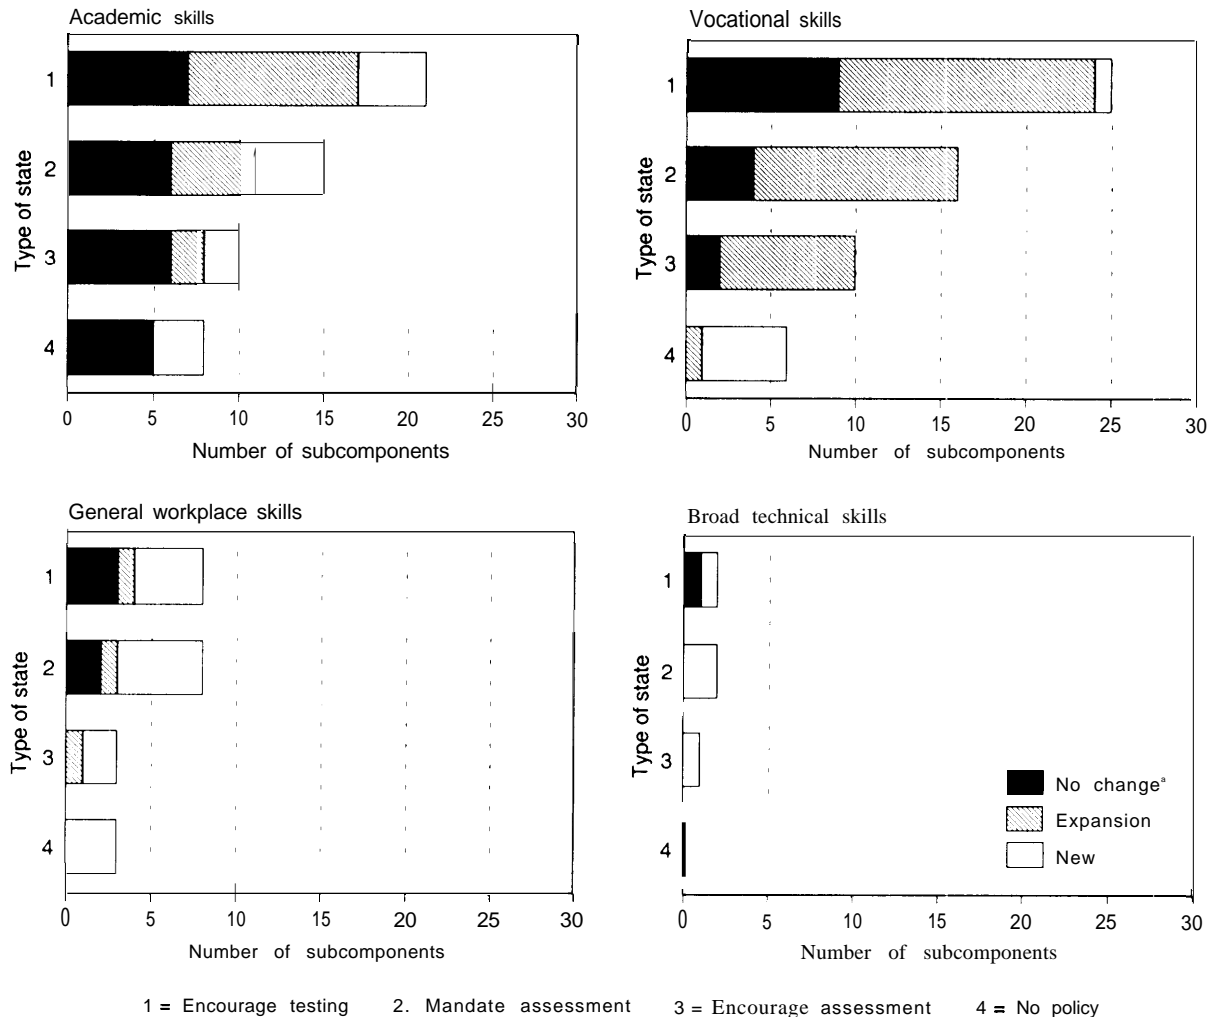 Academic skills
Type of state
1
2
3
4
0 5 10 15 20 25 30
Number of subcomponents
Vocational skills
Type of state
1
2
3
4
0 5 10 15 20 25 30
Number of subcomponents
General workplace skills
Type of state
1
2
3
4
0 5 10 15 20 25 30
Number of subcomponents
Broad technical skills
Type of state
1
2
3
4
No change^a
Expansion
New
0 5 10 15 20 25 30
Number of subcomponents
1 = Encourage testing 2. Mandate assessment 3 = Encourage assessment 4 = No policy